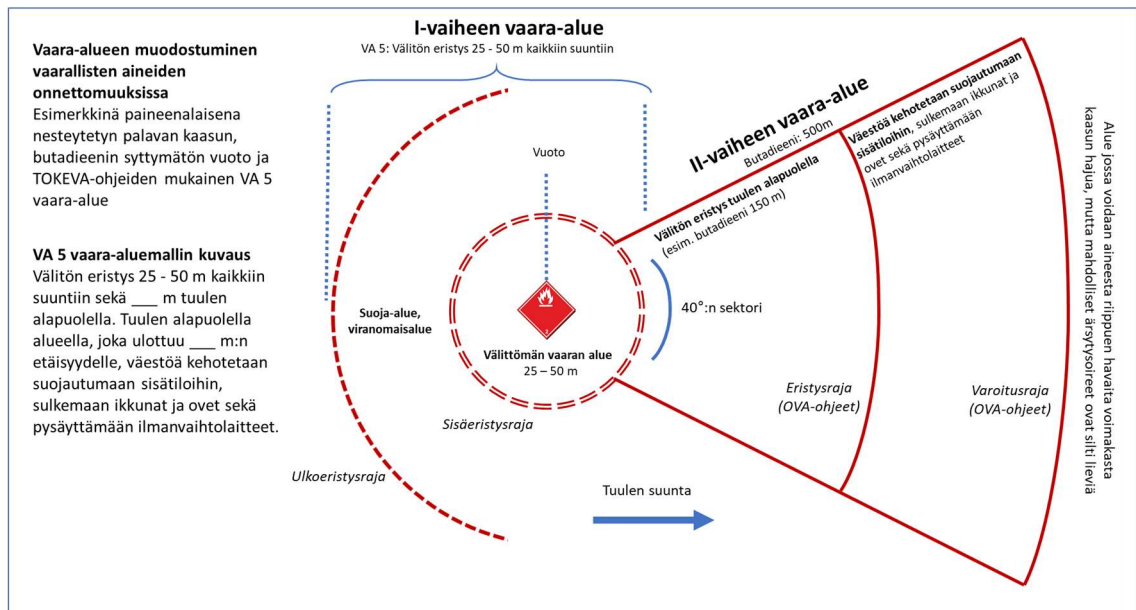 Vaara-alueen muodostuminen
vaarallisten aineiden
onnettomuuksissa
Esimerkkinä paineenalaisena
nesteytetyn palavan kaasun,
butadieenin syttymätön vuoto ja
TOKEVA-ohjeiden mukainen VA 5
vaara-alue
VA 5 vaara-aluemallin kuvaus
Välitön eristys 25 - 50 m kaikkiin
suuntiin sekä ___ m tuulen
alapuolella. Tuulen alapuolella
alueella, joka ulottuu ___ m:n
etäisyydelle, väestöä kehotetaan
suojautumaan sisätiloihin,
sulkemaan ikkunat ja ovet sekä
pysäyttämään ilmanvaihtolaitteet.
I-vaiheen vaara-alue
VA 5: Välitön eristys 25 - 50 m kaikkiin suuntiin
Vuoto
Suoja-alue,
viranomaisalue
Välittömän vaaran alue
25 – 50 m
Sisäeristysraja
Ulkoeristysraja
Tuulen suunta
40°:n sektori
II-vaiheen vaara-alue
Butadieeni: 500m
Välitön eristys tuulen alapuolella
(esim. butadieeni 150 m)
Väestöä kehotetaan suojautumaan
sisätiloihin, sulkemaan ikkunat ja
ovet sekä pysäyttämään
ilmanvaihtolaitteet
Eristysraja
(OVA-ohjeet)
Varoitusraja
(OVA-ohjeet)
Alue jossa voidaan aineesta riippuen havaita voimakasta
kaasun hajua, mutta mahdolliset ärsytysoireet ovat silti lieviä